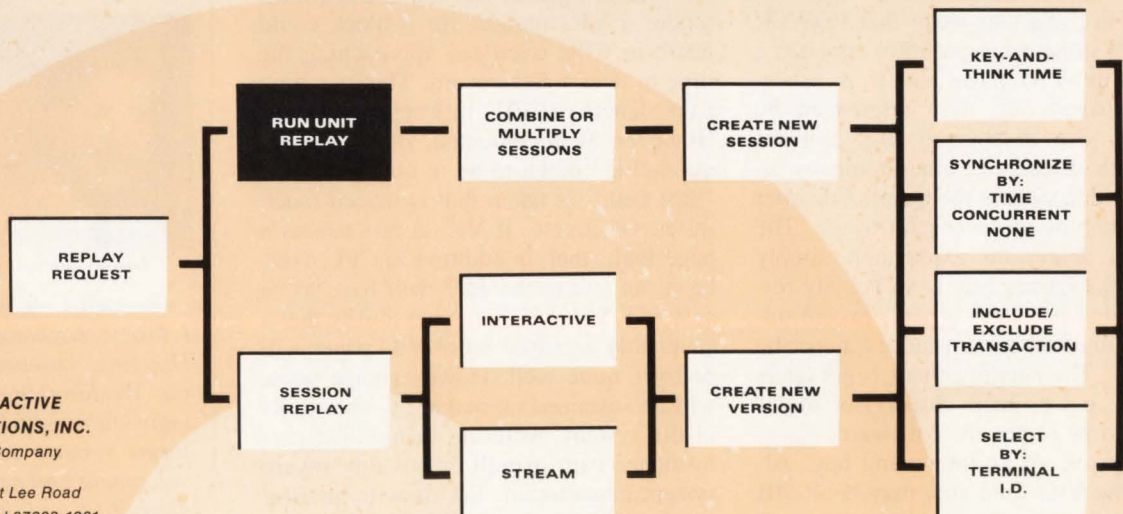 KEY-AND-
THINK TIME
RUN UNIT
REPLAY
COMBINE OR
MULTIPLY
SESSIONS
CREATE NEW
SESSION
SYNCHRONIZE
BY:
TIME
CONCURRENT
NONE
REPLAY
REQUEST
INTERACTIVE
INCLUDE/
EXCLUDE
TRANSACTION
SESSION
REPLAY
CREATE NEW
VERSION
STREAM
SELECT
BY:
TERMINAL
I.D.
ACTIVE
TIONS, INC.
Company
t Lee Road